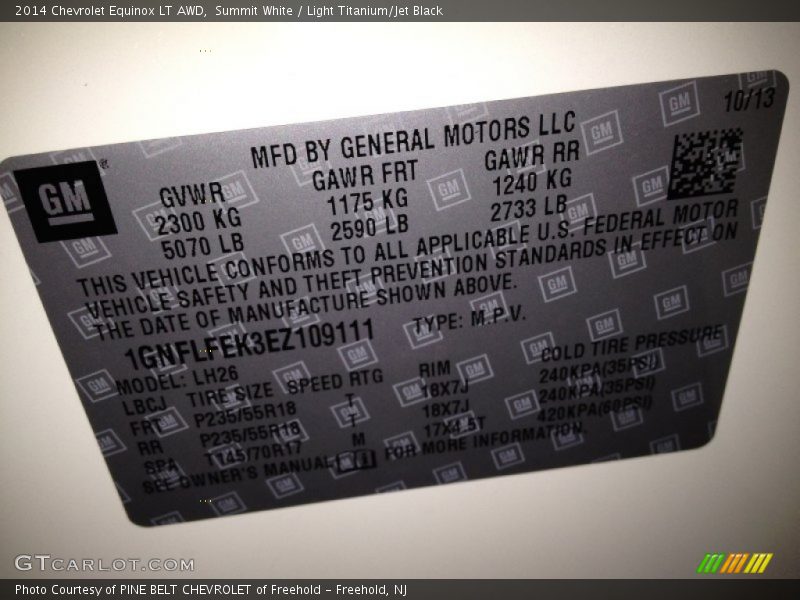 2014 Chevrolet Equinox LT AWD, Summit White / Light Titanium/Jet Black
10/13
MFD BY GENERAL MOTORS LLC
GM
GVWR GAWR FRT GAWR RR
2300 KG 1175 KG 1240 KG
5070 LB 2590 LB 2733 LB
THIS VEHICLE CONFORMS TO ALL APPLICABLE U.S. FEDERAL MOTOR
VEHICLE SAFETY AND THEFT PREVENTION STANDARDS IN EFFECT ON
THE DATE OF MANUFACTURE SHOWN ABOVE.
1GNFLFEK3EZ109111 TYPE: M.P.V.
MODEL: LH26
LBCJ TIRE SIZE SPEED RTG RIM COLD TIRE PRESSURE
FRT P235/55R18 T 18X7J 240KPA(35PSI)
RR P235/55R18 T 18X7J 240KPA(35PSI)
SPA T145/70R17 M 17X4.5T 420KPA(60PSI)
SEE OWNER'S MANUAL FOR MORE INFORMATION.
GTCARLOT.COM
Photo Courtesy of PINE BELT CHEVROLET of Freehold - Freehold, NJ